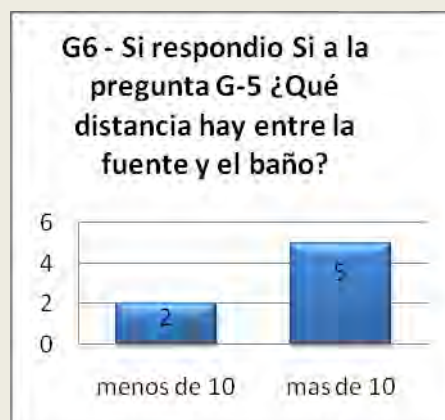 G6 - Si respondio Si a la
pregunta G-5 ¿Qué
distancia hay entre la
fuente y el baño?
6
4
2
0
2
5
menos de 10
mas de 10